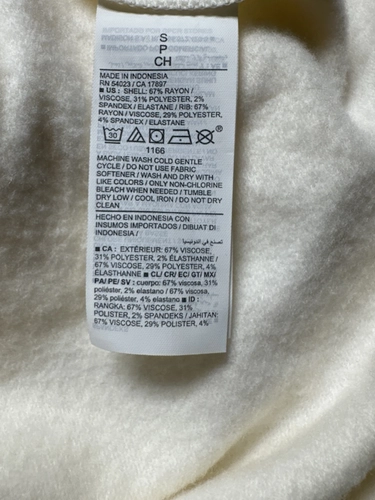 S
P
CH
MADE IN INDONESIA
RN 54023 / CA 17897
■ US : SHELL: 67% RAYON /
VISCOSE, 31% POLYESTER, 2%
SPANDEX / ELASTANE / RIB: 67%
RAYON / VISCOSE, 29% POLYESTER,
4% SPANDEX / ELASTANE
30
1166
MACHINE WASH COLD GENTLE
CYCLE / DO NOT USE FABRIC
SOFTENER / WASH AND DRY WITH
LIKE COLORS / ONLY NON-CHLORINE
BLEACH WHEN NEEDED / TUMBLE
DRY LOW / COOL IRON / DO NOT DRY
CLEAN
HECHO EN INDONESIA CON
INSUMOS IMPORTADOS / DIBUAT DI
INDONESIA /
تصنع في اندونيسيا
■ CA : EXTÉRIEUR: 67% VISCOSE,
31% POLYESTER, 2% ÉLASTHANNE /
67% VISCOSE, 29% POLYESTER, 4%
ÉLASTHANNE ■ CL/ CR/ EC/ GT/ MX/
PA/ PE/ SV : cuerpo: 67% viscosa, 31%
poliéster, 2% elastano / 67% viscosa,
29% poliéster, 4% elastano ■ ID :
RANGKA: 67% VISCOSE, 31%
POLISTER, 2% SPANDEKS / JAHITAN:
67% VISCOSE, 29% POLISTER, 4%